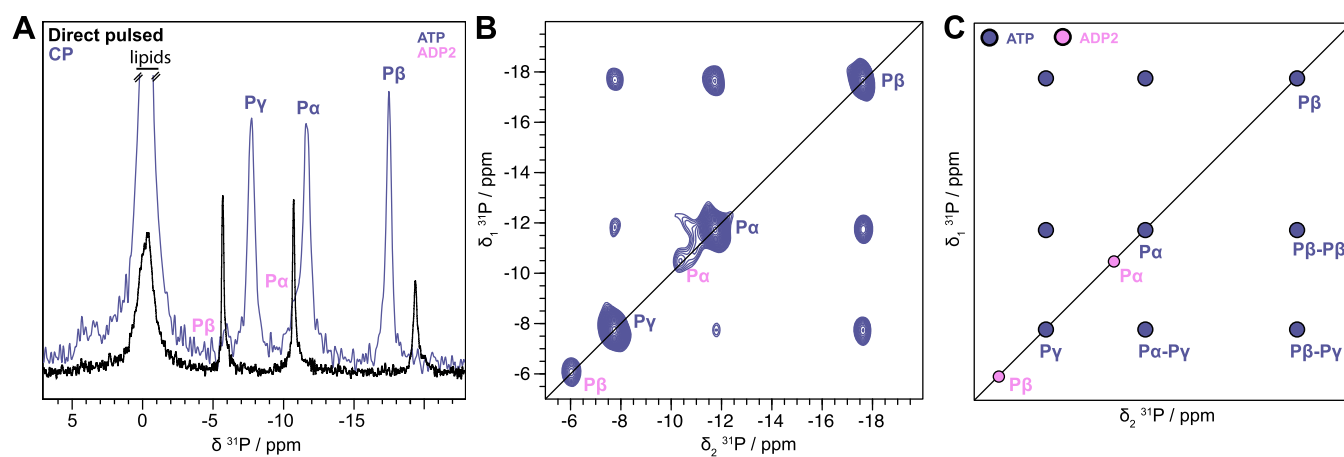 A
Direct pulsed
CP
lipids
ATP
ADP2
Pγ
Pα
Pβ
Pα
Pβ
5 0 -5 -10 -15
δ ³¹P / ppm
B
-18
-16
-14
-12
-10
-8
-6
δ₁ ³¹P / ppm
Pβ
Pα
Pα
Pγ
Pβ
-6 -8 -10 -12 -14 -16 -18
δ₂ ³¹P / ppm
C
ATP ADP2
δ₁ ³¹P / ppm
Pβ
Pα
Pβ-Pβ
Pα
Pγ
Pα-Pγ
Pβ-Pγ
Pβ
δ₂ ³¹P / ppm